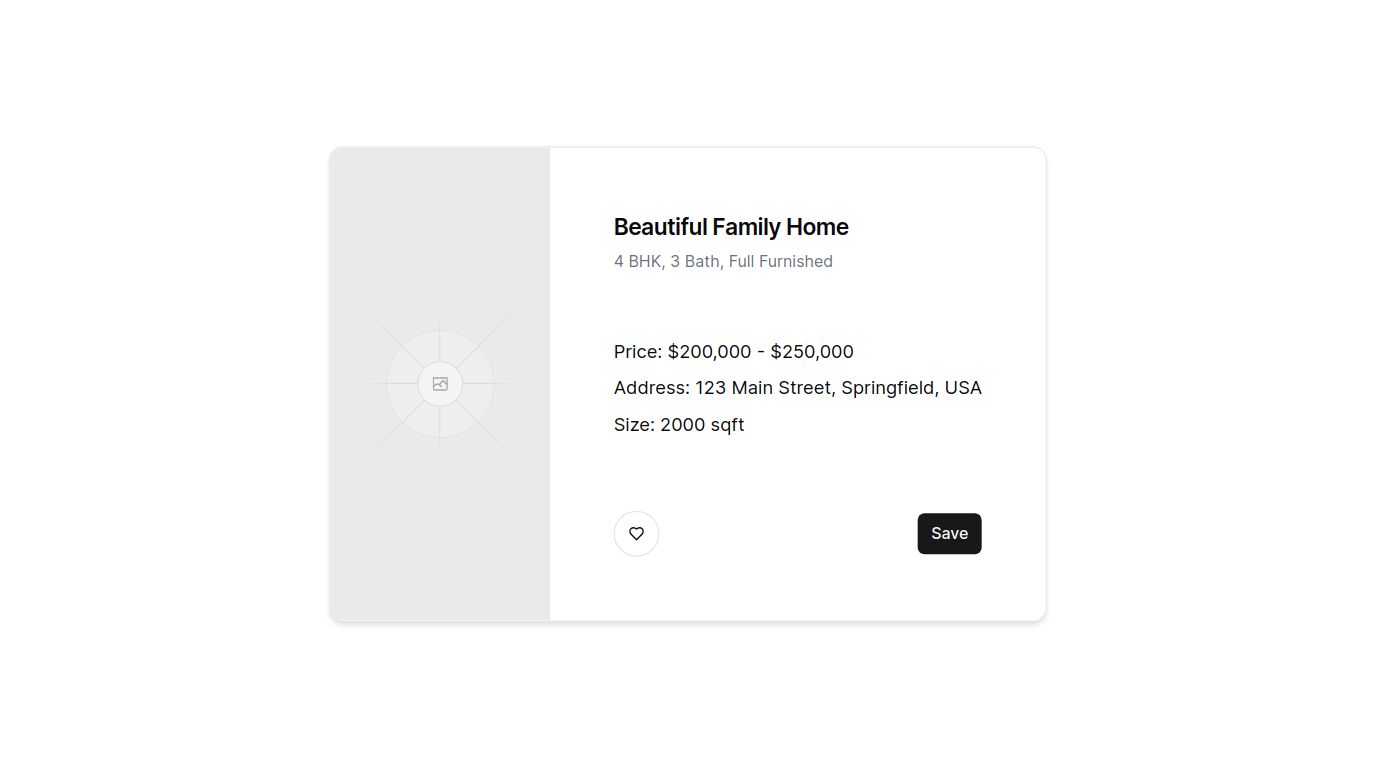 Beautiful Family Home
4 BHK, 3 Bath, Full Furnished
Price: $200,000 - $250,000
Address: 123 Main Street, Springfield, USA
Size: 2000 sqft
Save